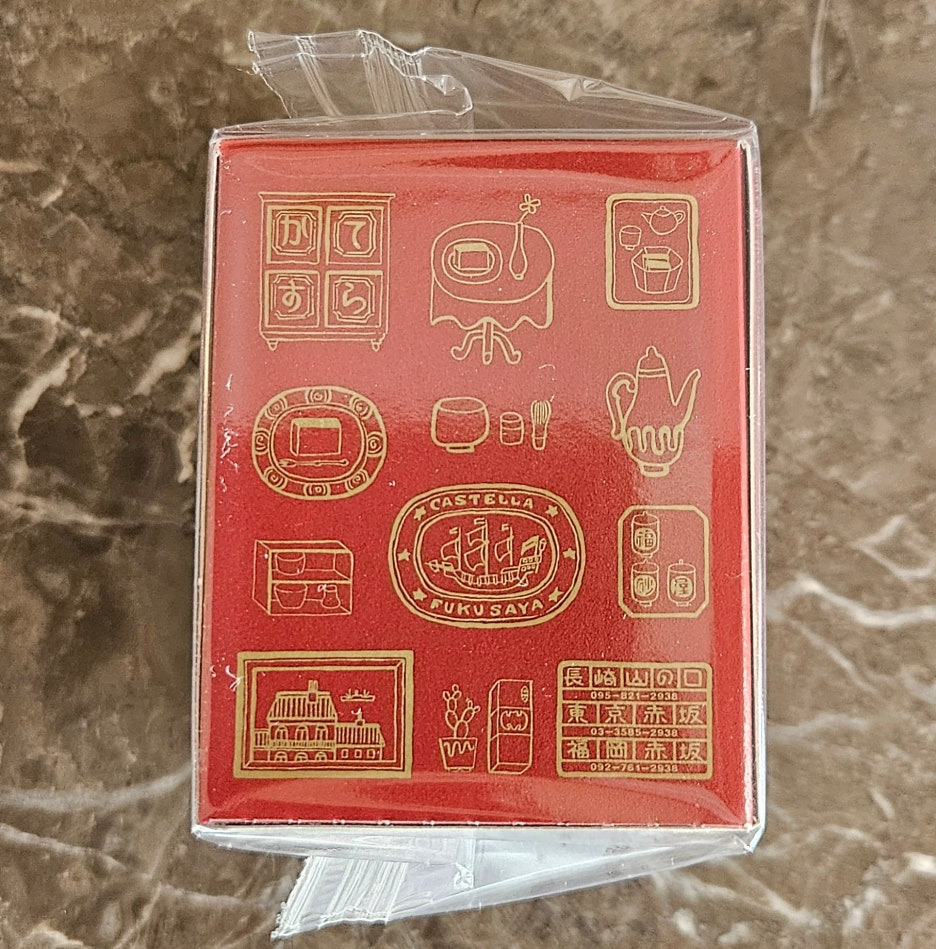 かす
てら
CASTELLA
FUKUSAYA
福
砂屋
長崎山の口
095-821-2938
東京赤坂
03-3585-2938
福岡赤坂
092-761-2938